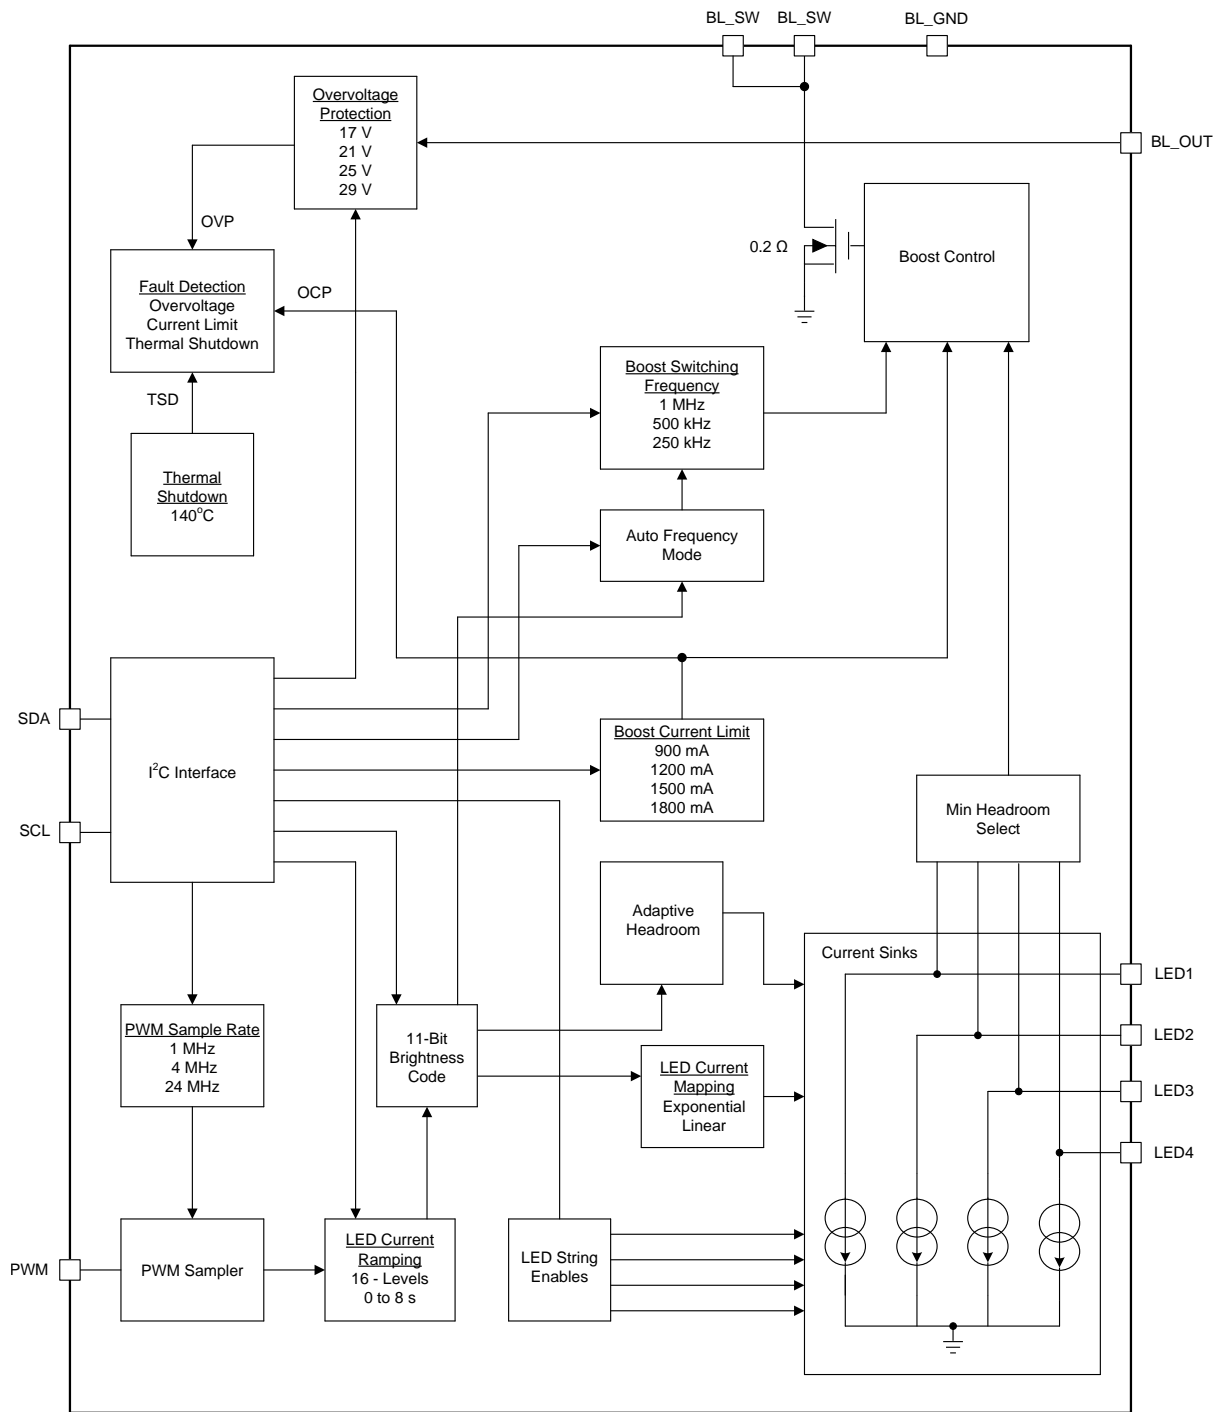 BL_SW
BL_SW
BL_GND
Overvoltage
Protection
17 V
21 V
25 V
29 V
BL_OUT
OVP
0.2 Ω
Boost Control
Fault Detection
Overvoltage
Current Limit
Thermal Shutdown
OCP
TSD
Boost Switching
Frequency
1 MHz
500 kHz
250 kHz
Thermal
Shutdown
140°C
Auto Frequency
Mode
SDA
I²C Interface
SCL
Boost Current Limit
900 mA
1200 mA
1500 mA
1800 mA
Min Headroom
Select
Adaptive
Headroom
Current Sinks
LED1
LED2
LED3
LED4
PWM Sample Rate
1 MHz
4 MHz
24 MHz
11-Bit
Brightness
Code
LED Current
Mapping
Exponential
Linear
PWM
PWM Sampler
LED Current
Ramping
16 - Levels
0 to 8 s
LED String
Enables